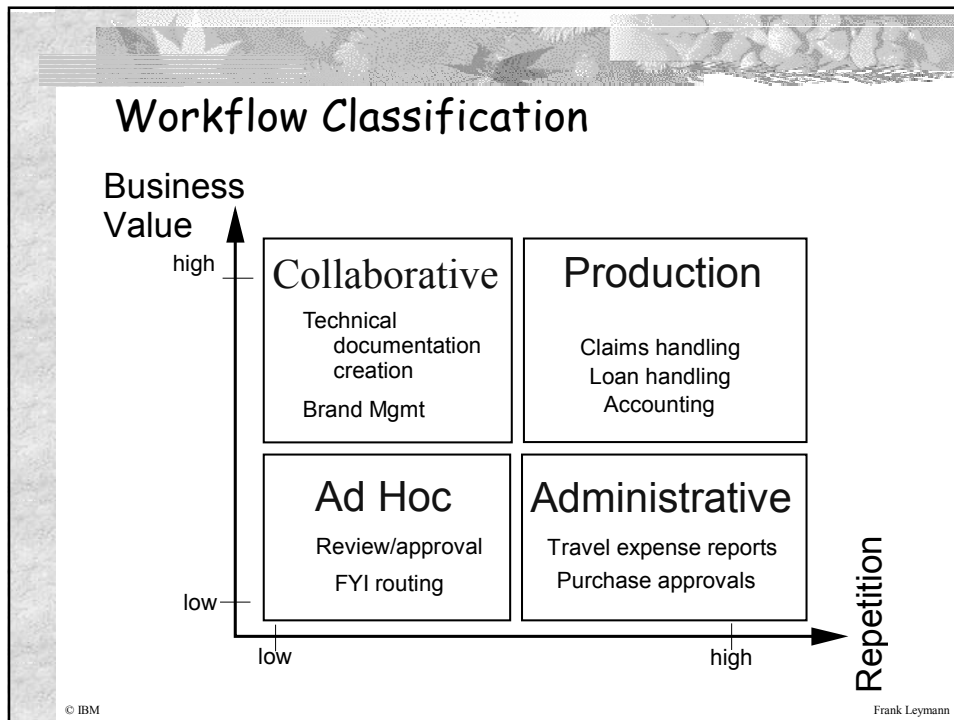 Workflow Classification
Business
Value
high
low
Collaborative
Technical
documentation
creation
Brand Mgmt
Production
Claims handling
Loan handling
Accounting
Ad Hoc
Review/approval
FYI routing
Administrative
Travel expense reports
Purchase approvals
low
high
Repetition
© IBM
Frank Leymann